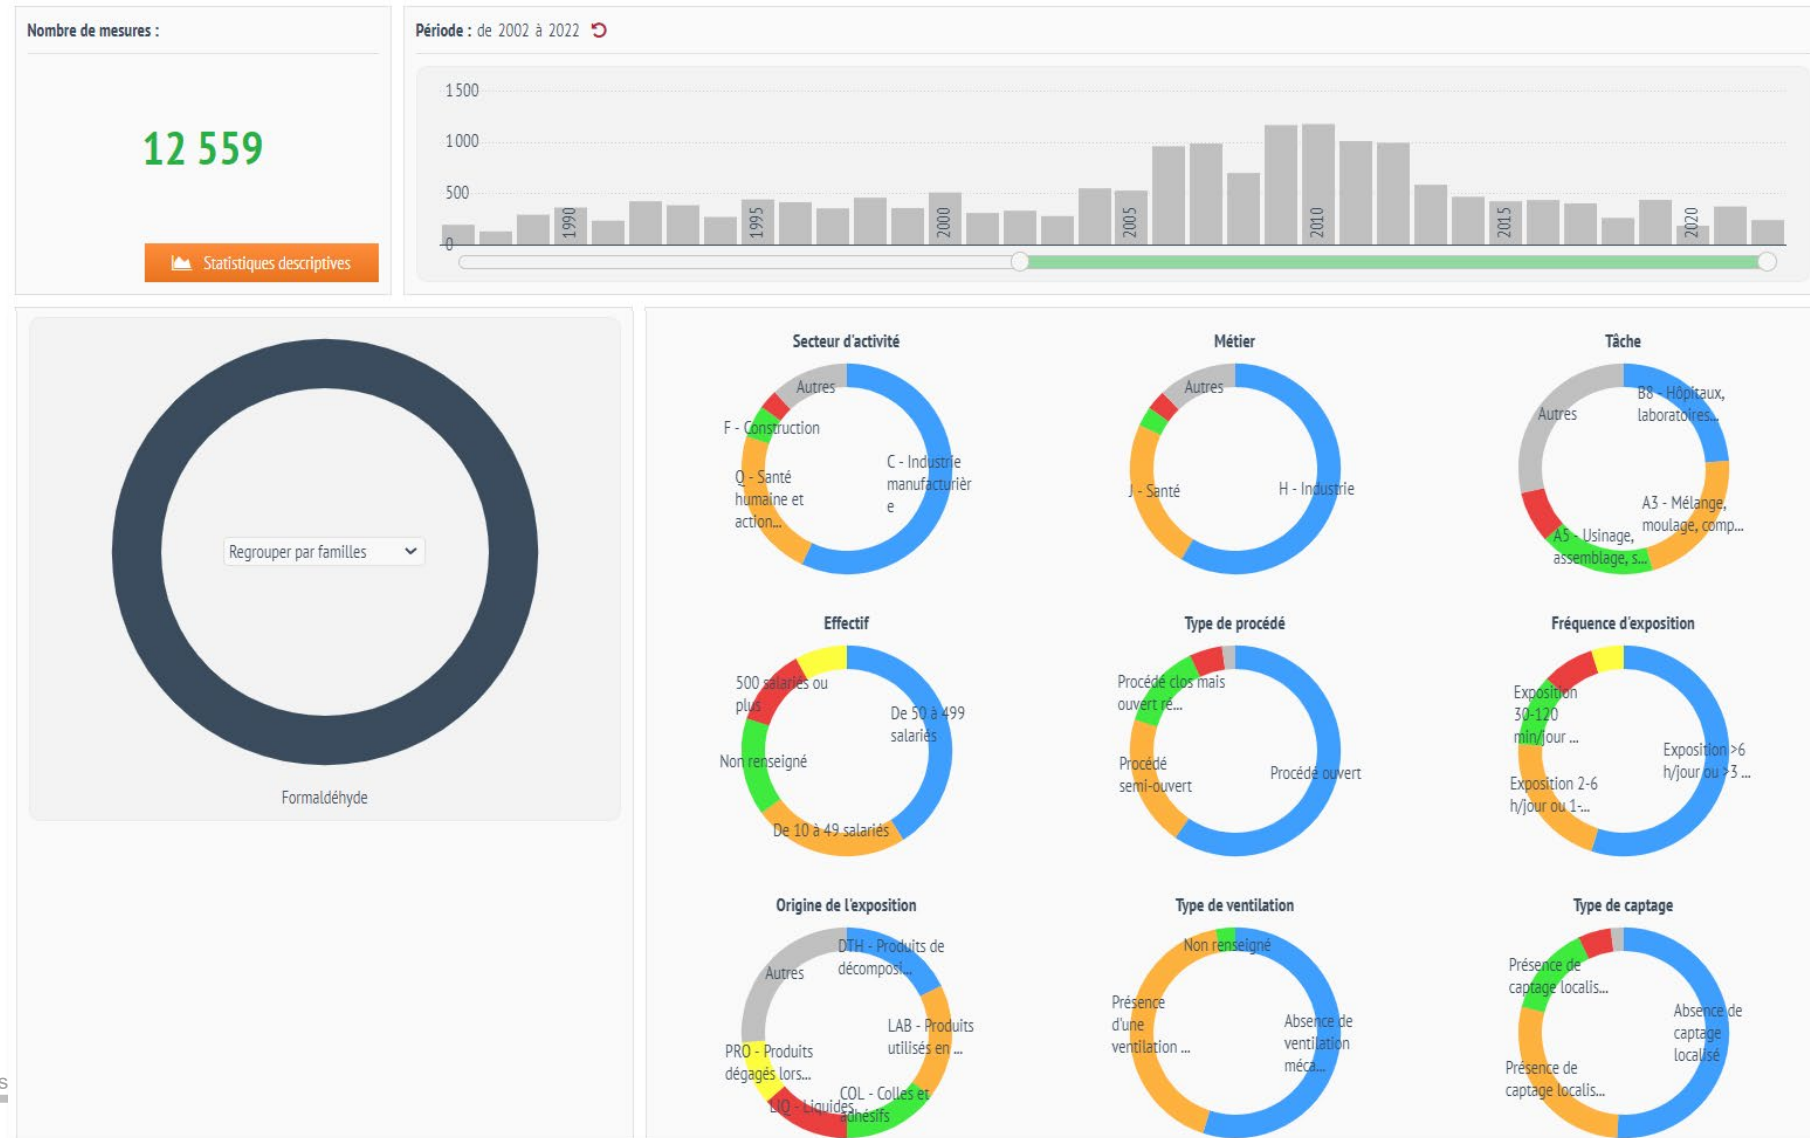 Nombre de mesures :
12 559
Statistiques descriptives
Période : de 2002 à 2022
1500
1000
500
0
1990
1995
2000
2005
2010
2015
2020
Regrouper par familles
Formaldéhyde
Secteur d'activité
Autres
F - Construction
Q - Santé
humaine et
action...
C - Industrie
manufacturièr
e
Métier
Autres
J - Santé
H - Industrie
Tâche
Autres
B8 - Hôpitaux,
laboratoires...
A3 - Mélange,
moulage, comp...
A5 - Usinage,
assemblage, s...
Effectif
500 salariés ou
plus
Non renseigné
De 10 à 49 salariés
De 50 à 499
salariés
Type de procédé
Procédé clos mais
ouvert ré...
Procédé
semi-ouvert
Procédé ouvert
Fréquence d'exposition
Exposition
30-120
min/jour ...
Exposition 2-6
h/jour ou 1-...
Exposition >6
h/jour ou >3 ...
Origine de l'exposition
Autres
DTH - Produits de
décomposi...
LAB - Produits
utilisés en ...
COL - Colles et
adhésifs
LIQ - Liquides
PRO - Produits
dégagés lors...
Type de ventilation
Non renseigné
Présence
d'une
ventilation ...
Absence de
ventilation
méca...
Type de captage
Présence de
captage localis...
Présence de
captage localis...
Absence de
captage
localisé
s